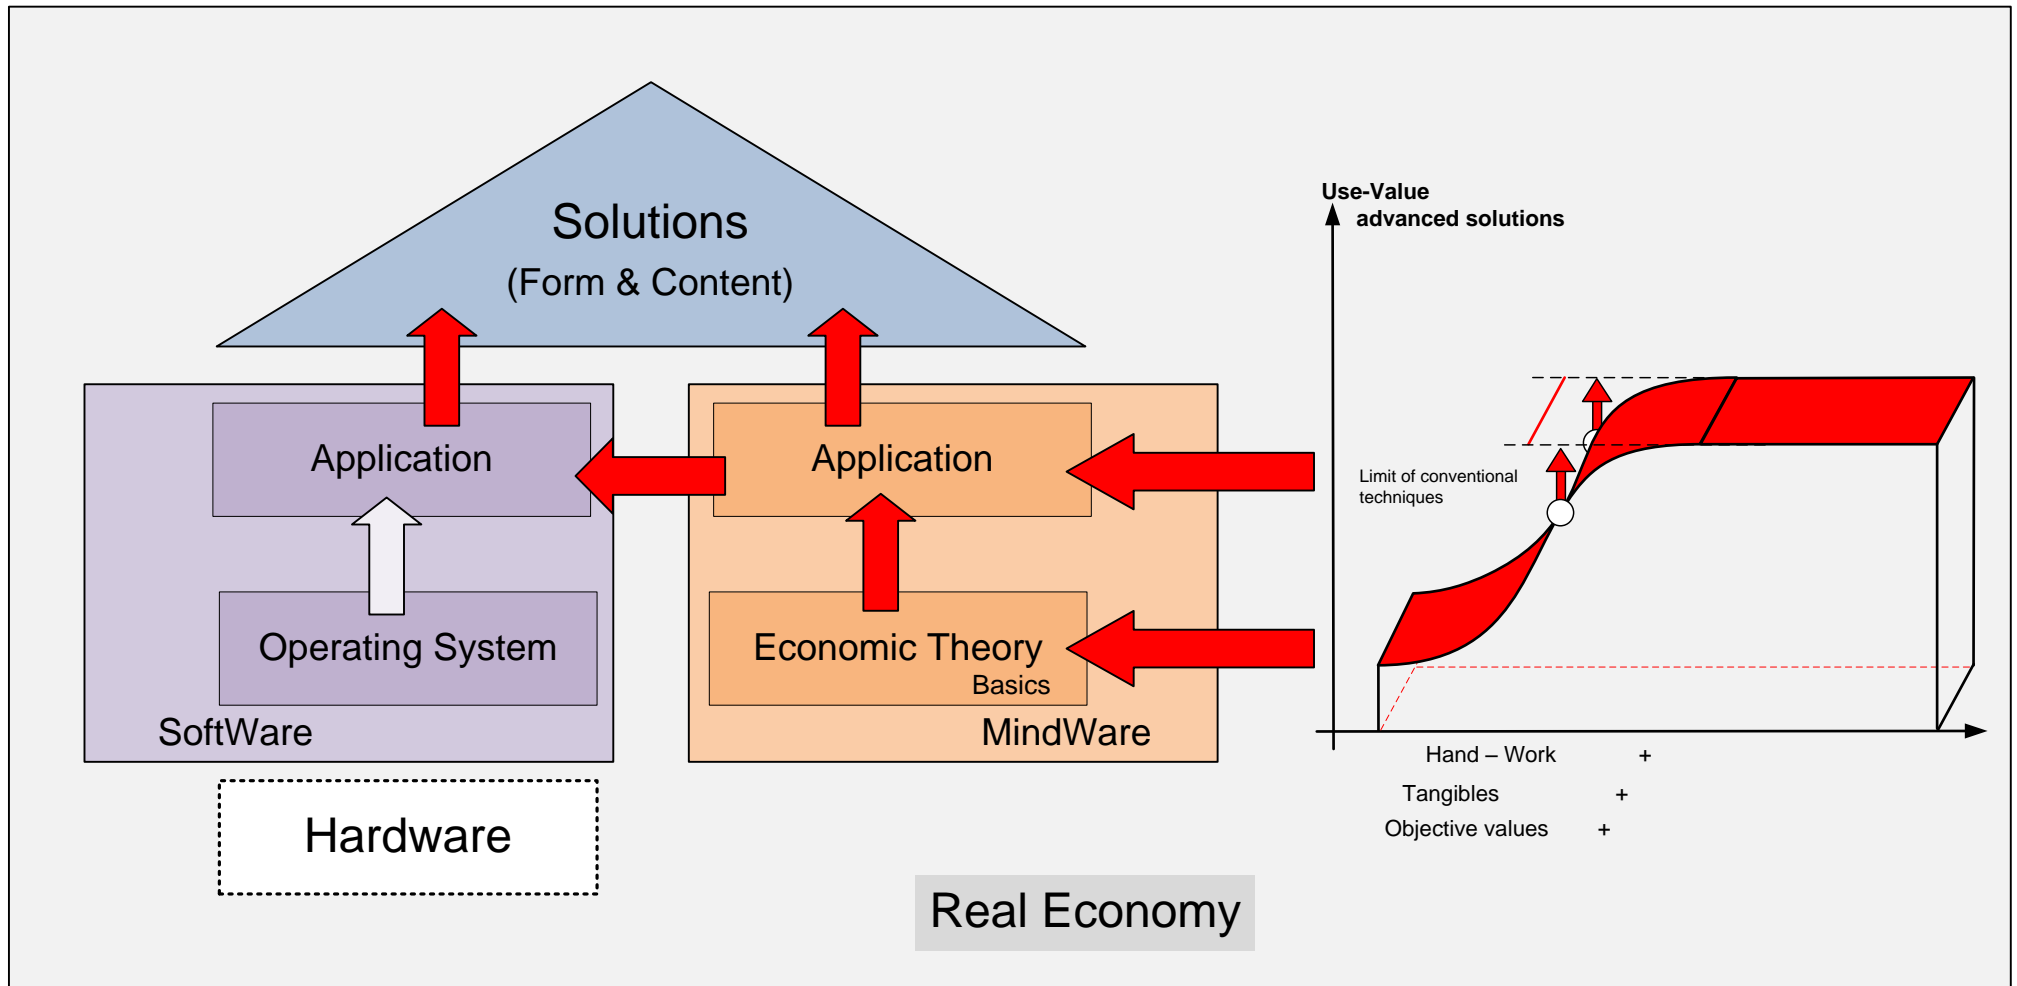 Solutions
(Form & Content)
Application
Application
Operating System
Economic Theory
Basics
SoftWare
MindWare
Hardware
Real Economy
Use-Value
advanced solutions
Limit of conventional
techniques
Hand – Work +
Tangibles +
Objective values +